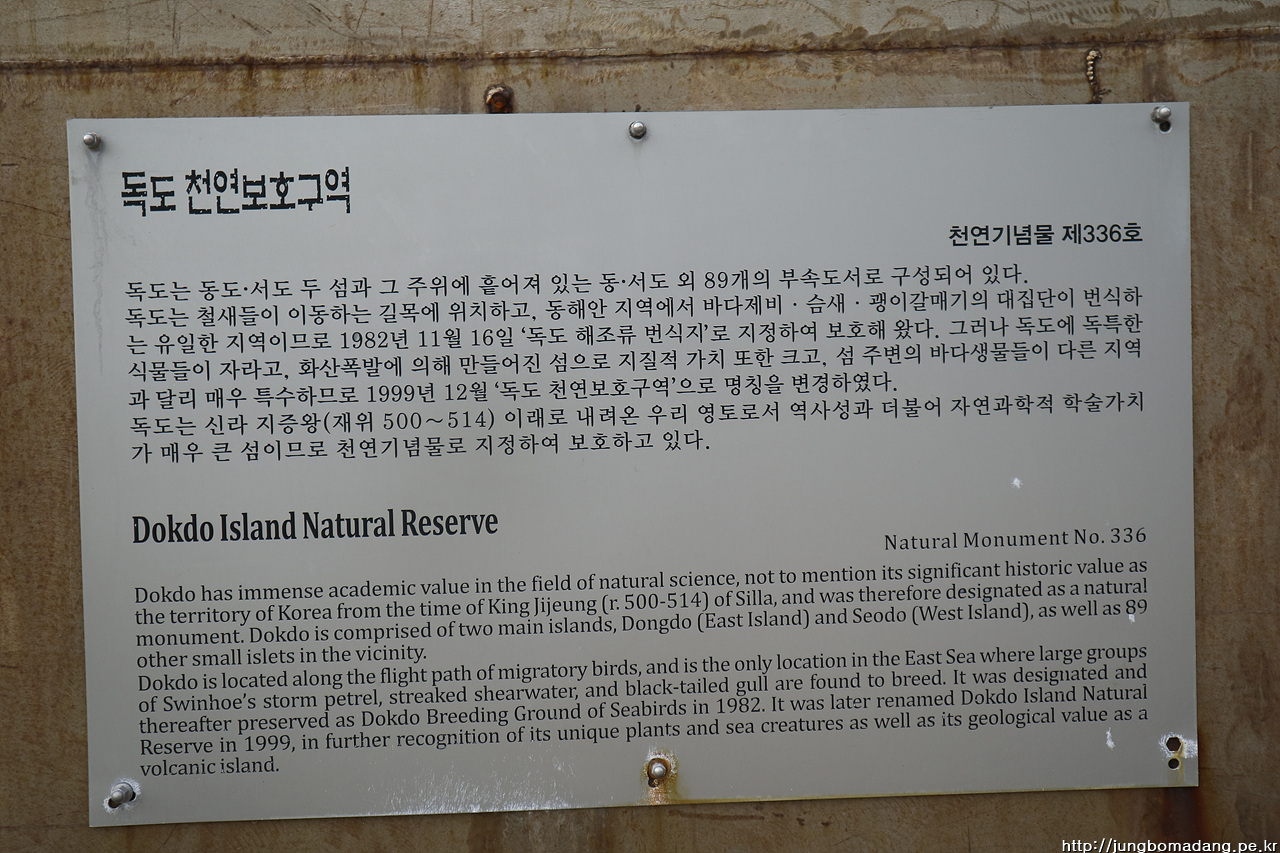 독도 천연보호구역
천연기념물 제336호
독도는 동도·서도 두 섬과 그 주위에 흩어져 있는 동·서도 외 89개의 부속도서로 구성되어 있다.
독도는 철새들이 이동하는 길목에 위치하고, 동해안 지역에서 바다제비 · 슴새 · 괭이갈매기의 대집단이 번식하
는 유일한 지역이므로 1982년 11월 16일 ‘독도 해조류 번식지’로 지정하여 보호해 왔다. 그러나 독도에 독특한
식물들이 자라고, 화산폭발에 의해 만들어진 섬으로 지질적 가치 또한 크고, 섬 주변의 바다생물들이 다른 지역
과 달리 매우 특수하므로 1999년 12월 ‘독도 천연보호구역’으로 명칭을 변경하였다.
독도는 신라 지증왕(재위 500～514) 이래로 내려온 우리 영토로서 역사성과 더불어 자연과학적 학술가치
가 매우 큰 섬이므로 천연기념물로 지정하여 보호하고 있다.
Dokdo Island Natural Reserve
Natural Monument No. 336
Dokdo has immense academic value in the field of natural science, not to mention its significant historic value as
the territory of Korea from the time of King Jijeung (r. 500-514) of Silla, and was therefore designated as a natural
monument. Dokdo is comprised of two main islands, Dongdo (East Island) and Seodo (West Island), as well as 89
other small islets in the vicinity.
Dokdo is located along the flight path of migratory birds, and is the only location in the East Sea where large groups
of Swinhoe's storm petrel, streaked shearwater, and black-tailed gull are found to breed. It was designated and
thereafter preserved as Dokdo Breeding Ground of Seabirds in 1982. It was later renamed Dokdo Island Natural
Reserve in 1999, in further recognition of its unique plants and sea creatures as well as its geological value as a
volcanic island.
http://jungbomadang.pe.kr